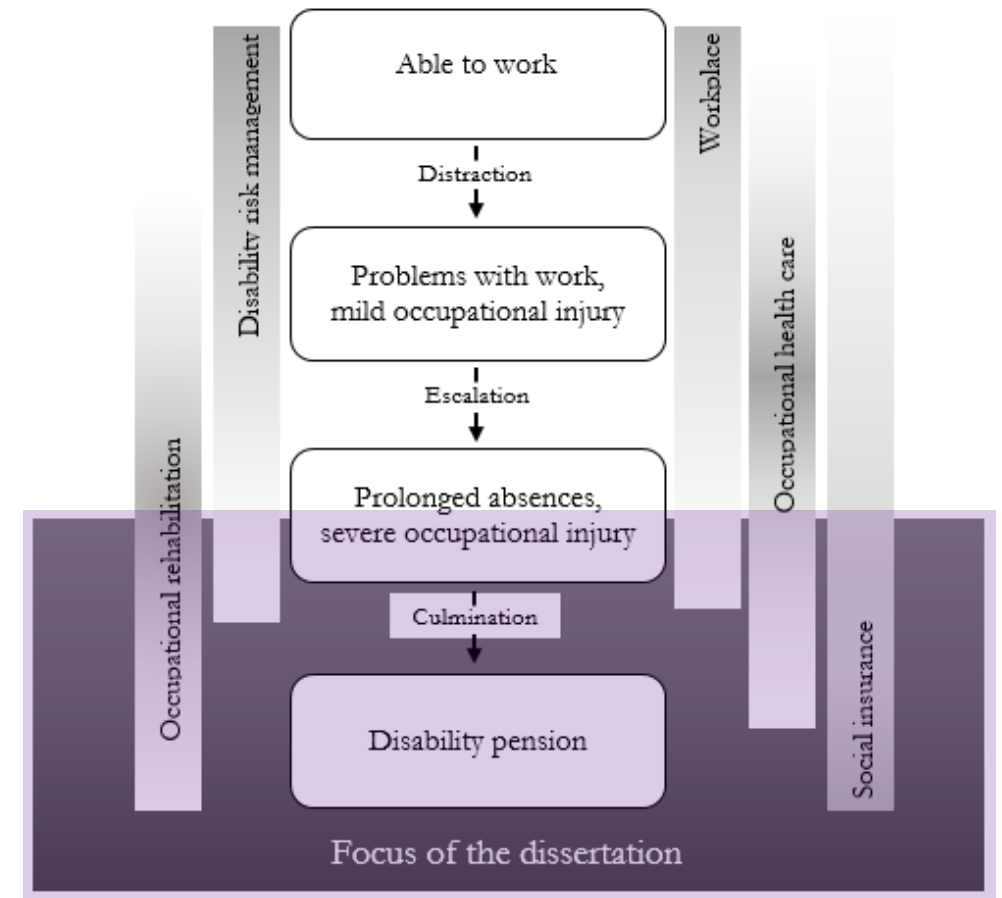 Able to work
Distraction
Problems with work,
mild occupational injury
Escalation
Prolonged absences,
severe occupational injury
Culmination
Disability pension
Focus of the dissertation
Occupational rehabilitation
Disability risk management
Workplace
Occupational health care
Social insurance